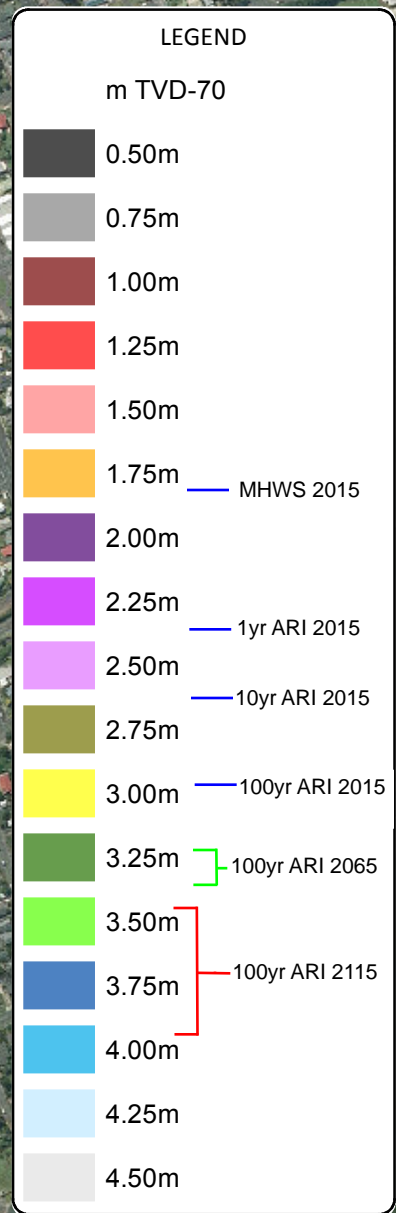 LEGEND
m TVD-70
0.50m
0.75m
1.00m
1.25m
1.50m
1.75m
MHWS 2015
2.00m
2.25m
1yr ARI 2015
2.50m
10yr ARI 2015
2.75m
3.00m
100yr ARI 2015
3.25m
100yr ARI 2065
3.50m
3.75m
100yr ARI 2115
4.00m
4.25m
4.50m